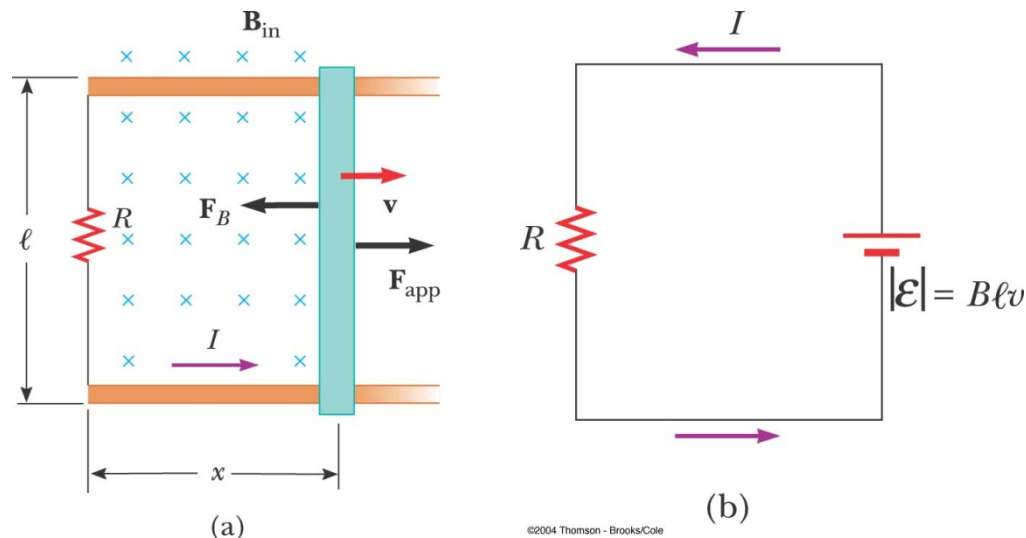 B_in
ℓ
R
F_B
v
F_app
I
x
(a)
I
R
|ε| = Bℓv
(b)
©2004 Thomson - Brooks/Cole